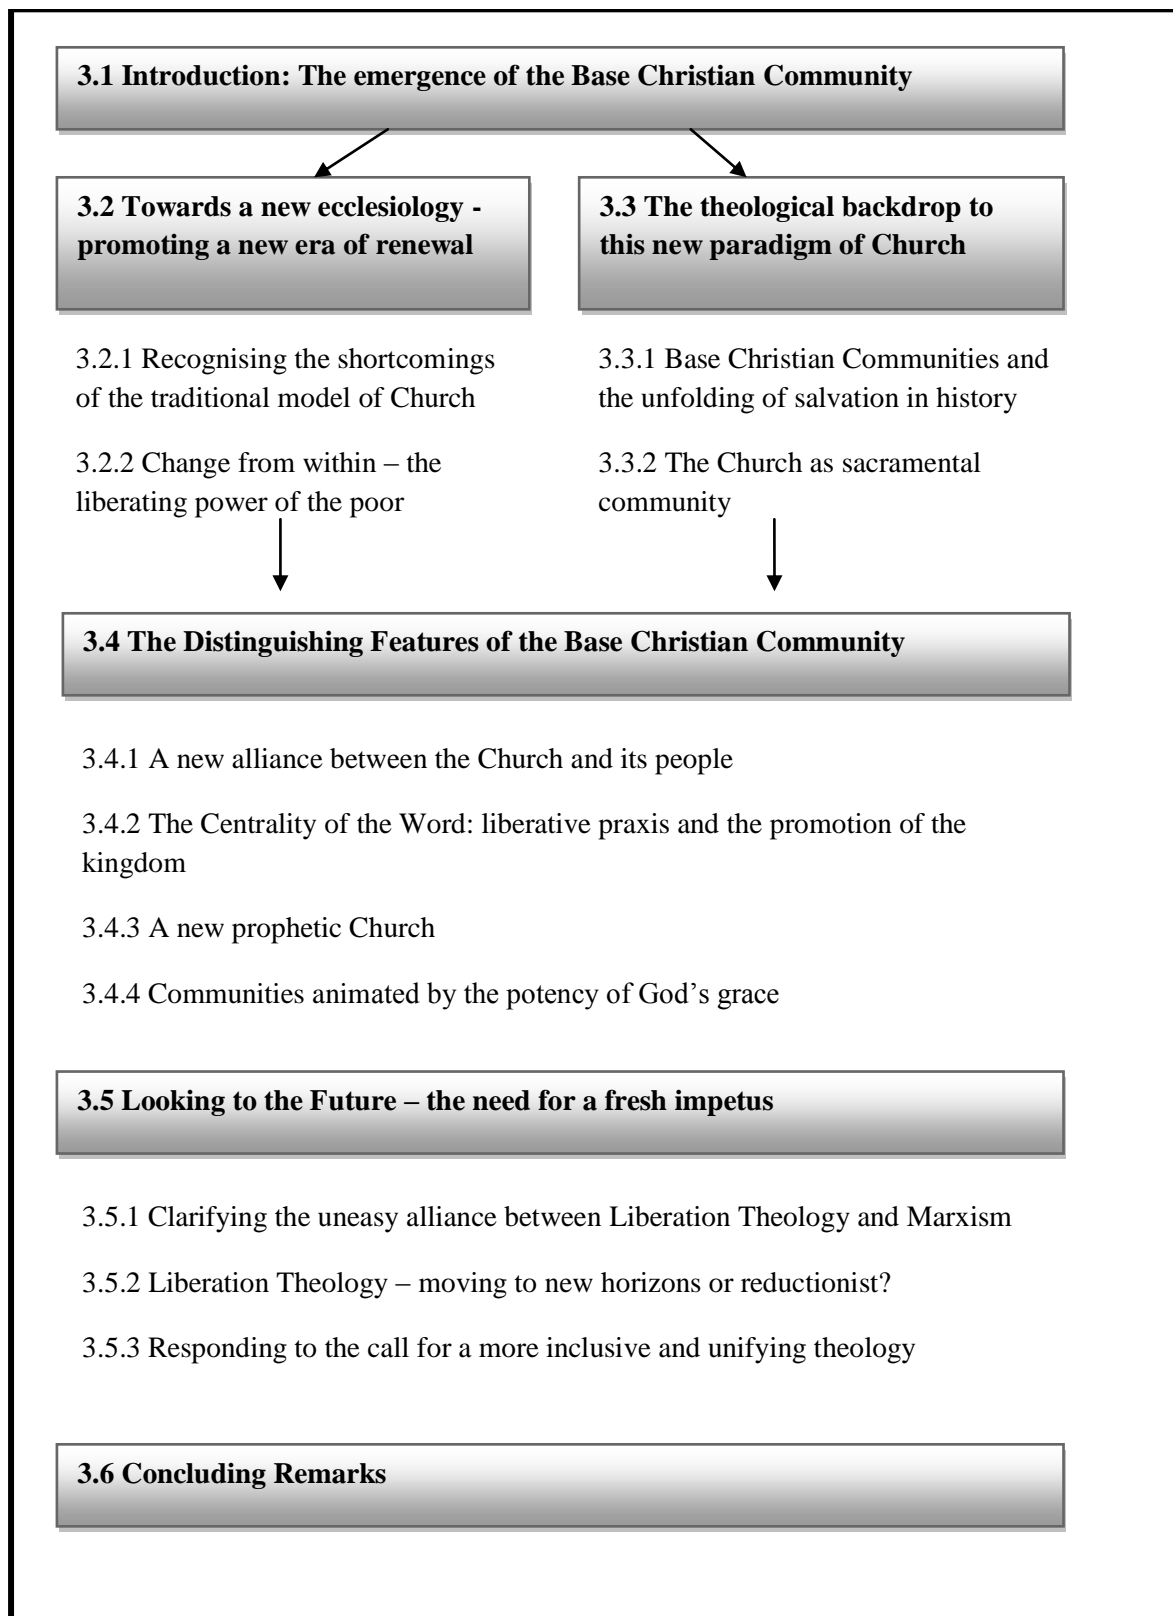 3.1 Introduction: The emergence of the Base Christian Community
3.2 Towards a new ecclesiology -
promoting a new era of renewal
3.3 The theological backdrop to
this new paradigm of Church
3.2.1 Recognising the shortcomings
of the traditional model of Church
3.2.2 Change from within – the
liberating power of the poor
3.3.1 Base Christian Communities and
the unfolding of salvation in history
3.3.2 The Church as sacramental
community
3.4 The Distinguishing Features of the Base Christian Community
3.4.1 A new alliance between the Church and its people
3.4.2 The Centrality of the Word: liberative praxis and the promotion of the
kingdom
3.4.3 A new prophetic Church
3.4.4 Communities animated by the potency of God’s grace
3.5 Looking to the Future – the need for a fresh impetus
3.5.1 Clarifying the uneasy alliance between Liberation Theology and Marxism
3.5.2 Liberation Theology – moving to new horizons or reductionist?
3.5.3 Responding to the call for a more inclusive and unifying theology
3.6 Concluding Remarks